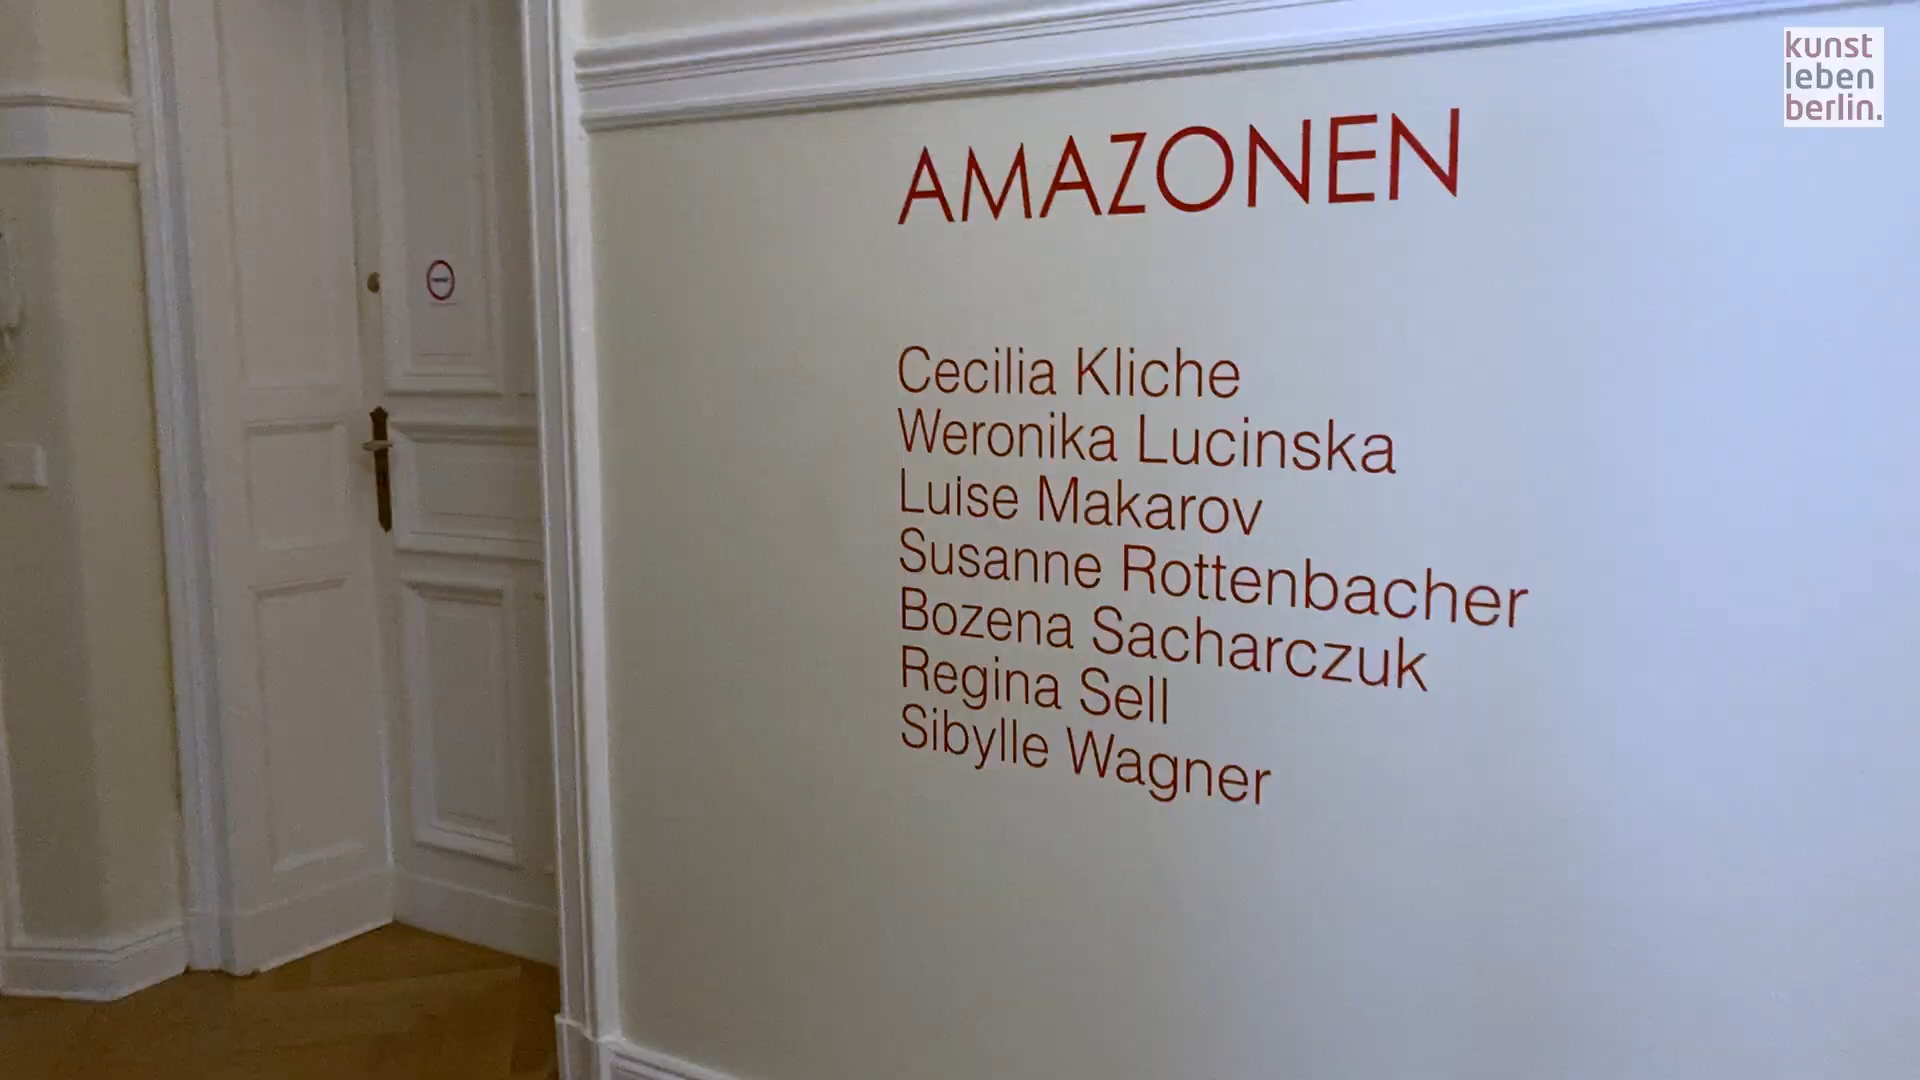 kunst
leben
berlin.
AMAZONEN
Cecilia Kliche
Weronika Lucinska
Luise Makarov
Susanne Rottenbacher
Bozena Sacharczuk
Regina Sell
Sibylle Wagner